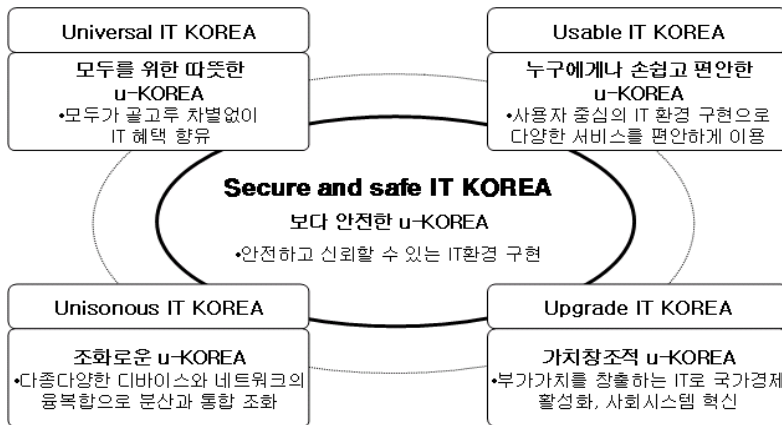 Universal IT KOREA
모두를 위한 따뜻한
u-KOREA
•모두가 골고루 차별없이
IT 혜택 향유
Usable IT KOREA
누구에게나 손쉽고 편안한
u-KOREA
•사용자 중심의 IT 환경 구현으로
다양한 서비스를 편안하게 이용
Secure and safe IT KOREA
보다 안전한 u-KOREA
•안전하고 신뢰할 수 있는 IT환경 구현
Unisonous IT KOREA
조화로운 u-KOREA
•다종다양한 디바이스와 네트워크의
융복합으로 분산과 통합 조화
Upgrade IT KOREA
가치창조적 u-KOREA
•부가가치를 창출하는 IT로 국가경제
활성화, 사회시스템 혁신